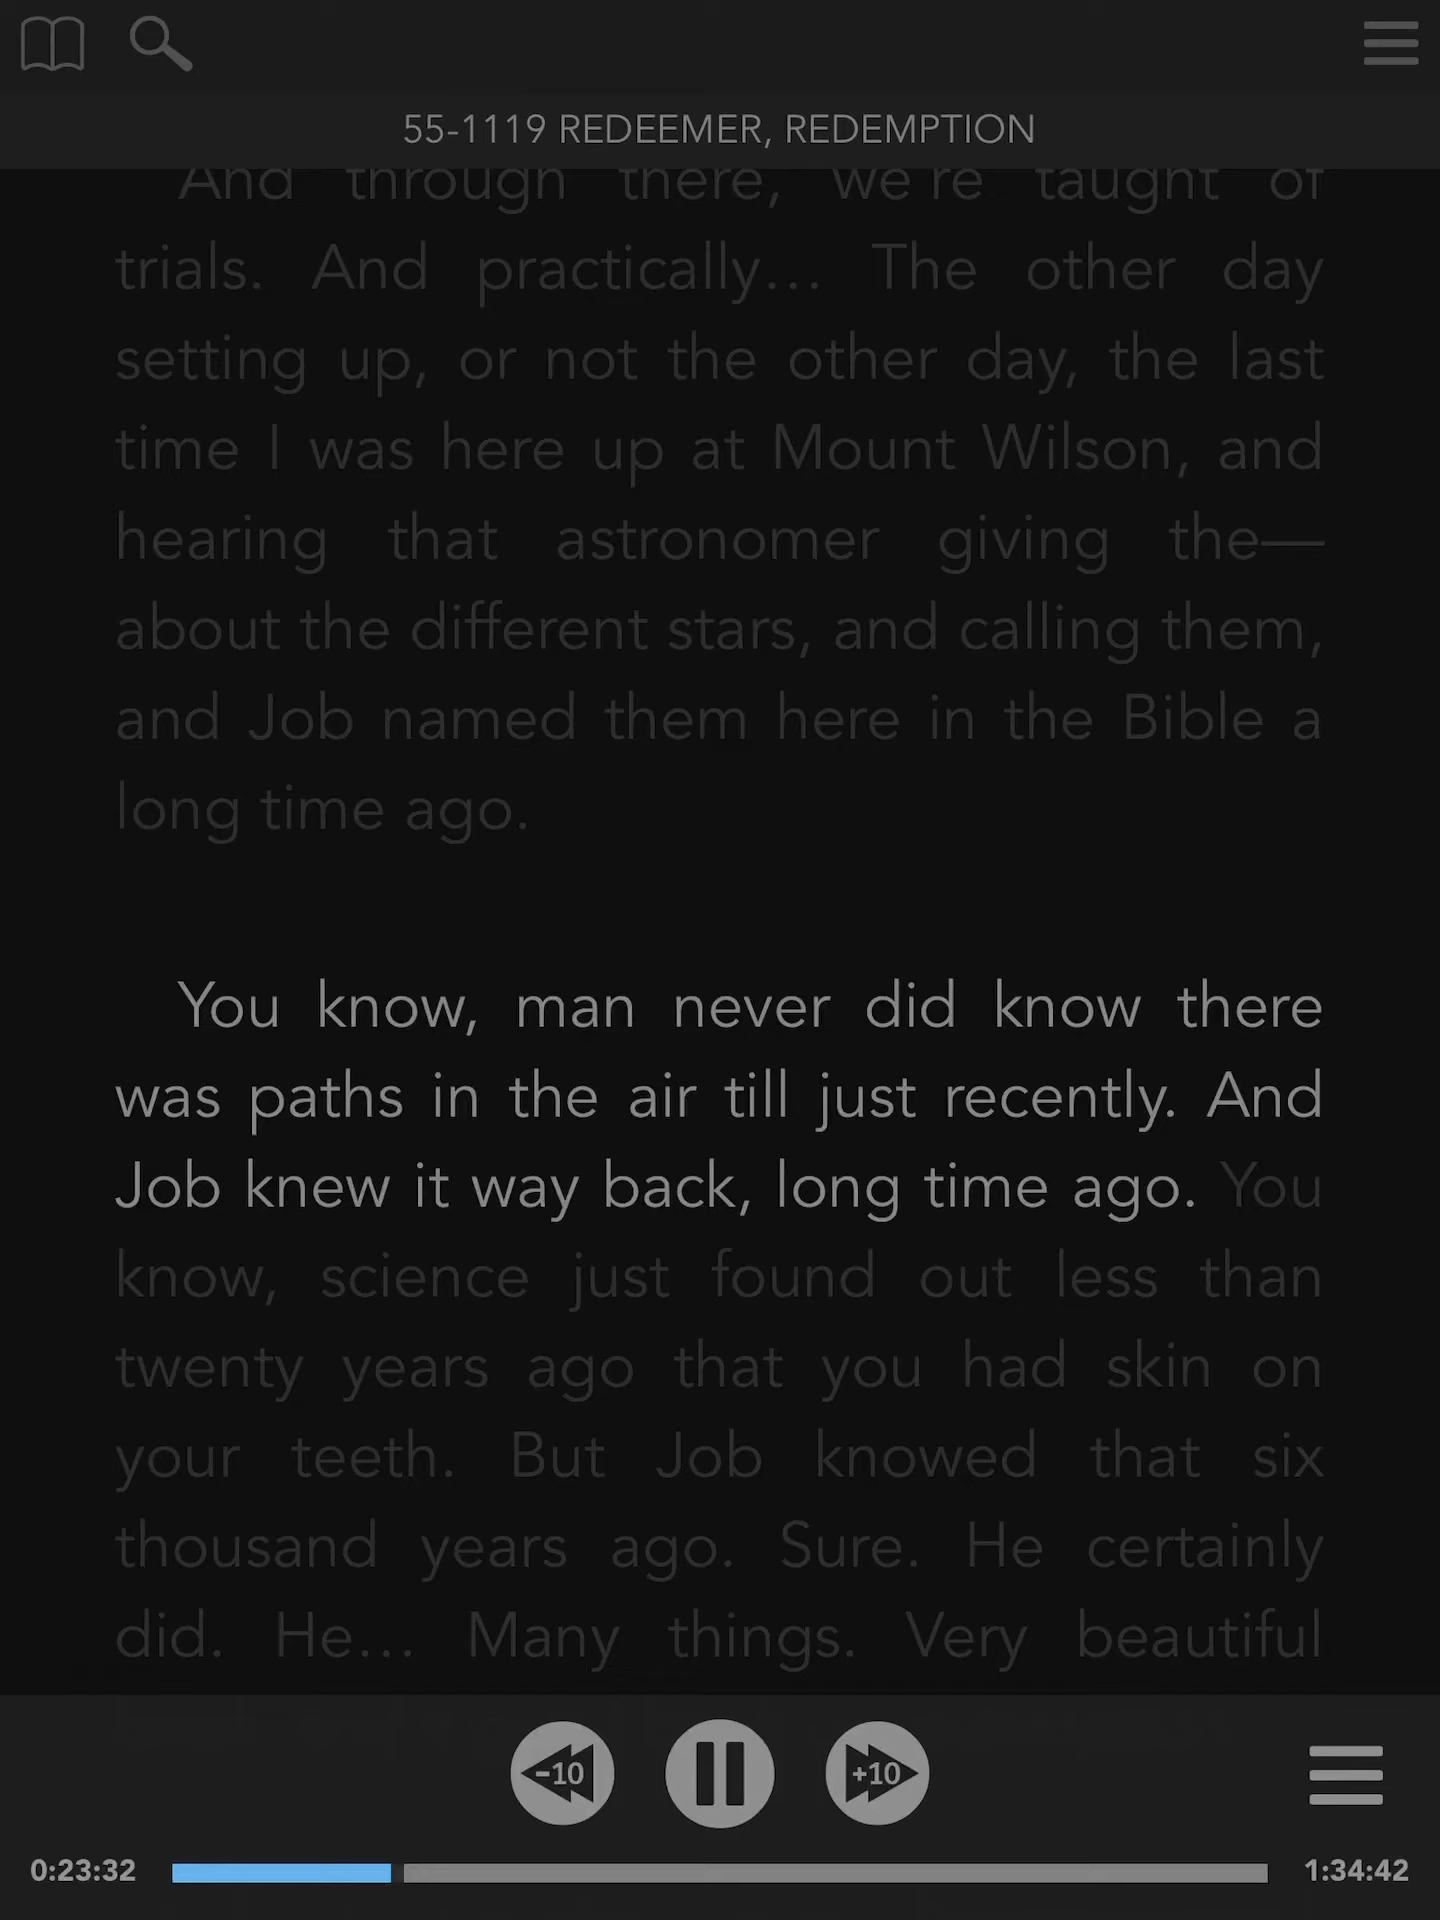 55-1119 REDEEMER, REDEMPTION
And through there, we're taught of
trials. And practically… The other day
setting up, or not the other day, the last
time I was here up at Mount Wilson, and
hearing that astronomer giving the—
about the different stars, and calling them,
and Job named them here in the Bible a
long time ago.
You know, man never did know there
was paths in the air till just recently. And
Job knew it way back, long time ago. You
know, science just found out less than
twenty years ago that you had skin on
your teeth. But Job knowed that six
thousand years ago. Sure. He certainly
did. He… Many things. Very beautiful
-10 +10
0:23:32 1:34:42